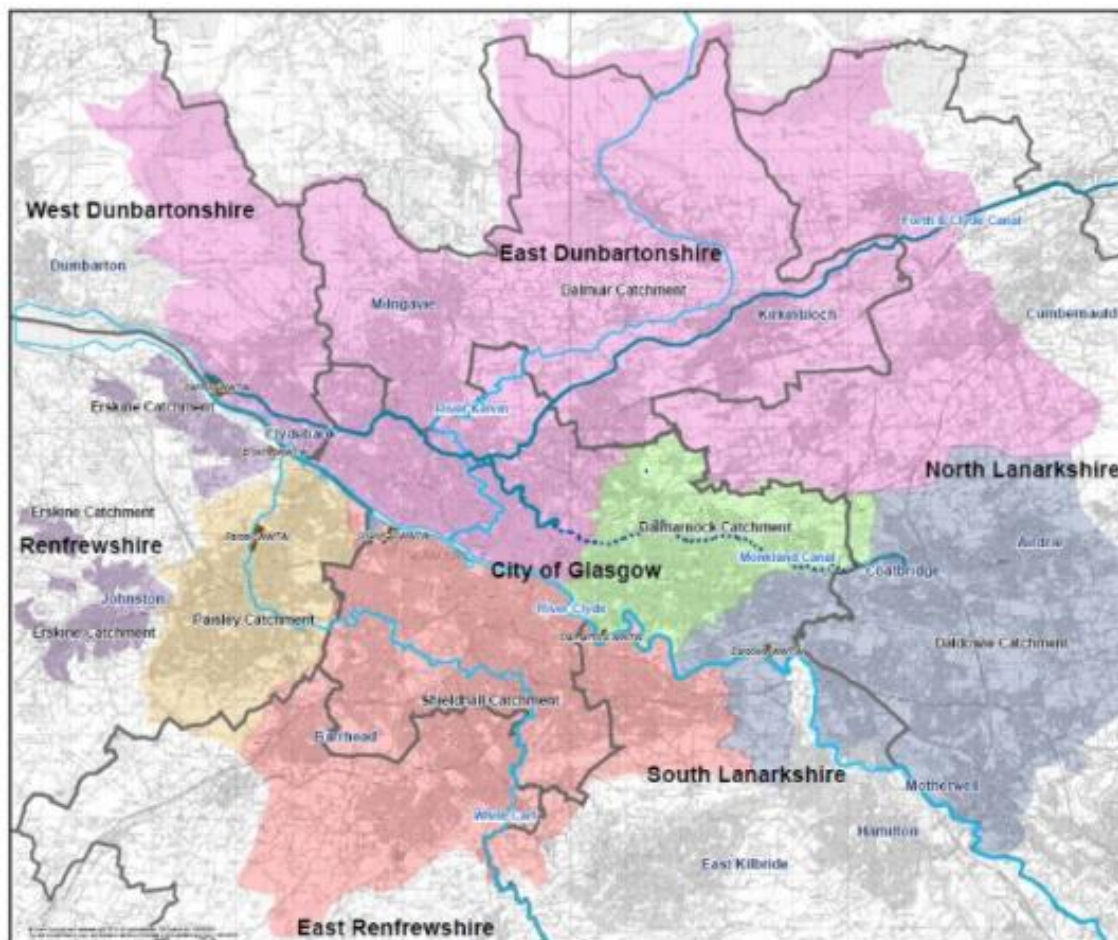 West Dunbartonshire
Dumbarton
East Dunbartonshire
Forth & Clyde Canal
Dalmuir Catchment
Milngavie
Kirkintilloch
Cumbernauld
Erskine Catchment
River Kelvin
Clydebank
North Lanarkshire
Erskine Catchment
Renfrewshire
Dalmarnock Catchment
Airdrie
Monkland Canal
City of Glasgow
Coatbridge
Johnston
River Clyde
Erskine Catchment
Paisley Catchment
Daldowie Catchment
Shieldhall Catchment
Barrhead
South Lanarkshire
Motherwell
White Cart
Hamilton
East Kilbride
East Renfrewshire